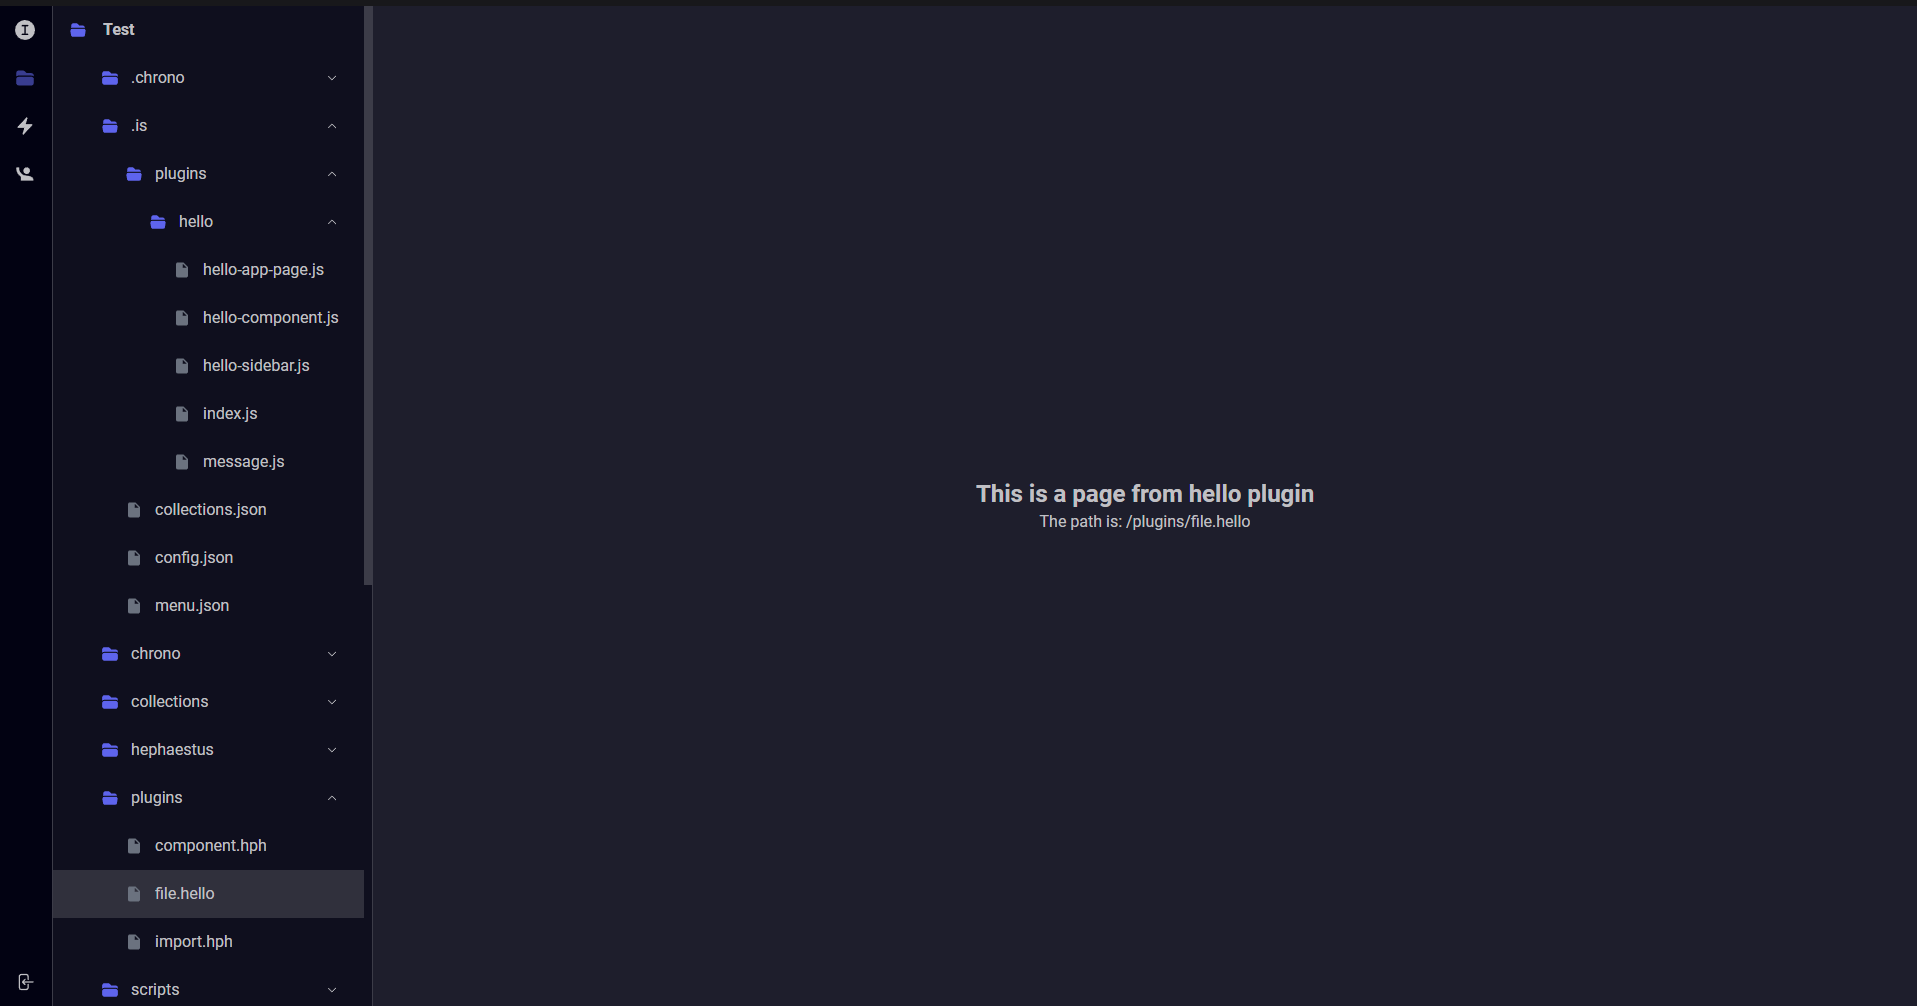 I
Test
.chrono
.is
plugins
hello
hello-app-page.js
hello-component.js
hello-sidebar.js
index.js
message.js
collections.json
config.json
menu.json
chrono
collections
hephaestus
plugins
component.hph
file.hello
import.hph
scripts
This is a page from hello plugin
The path is: /plugins/file.hello